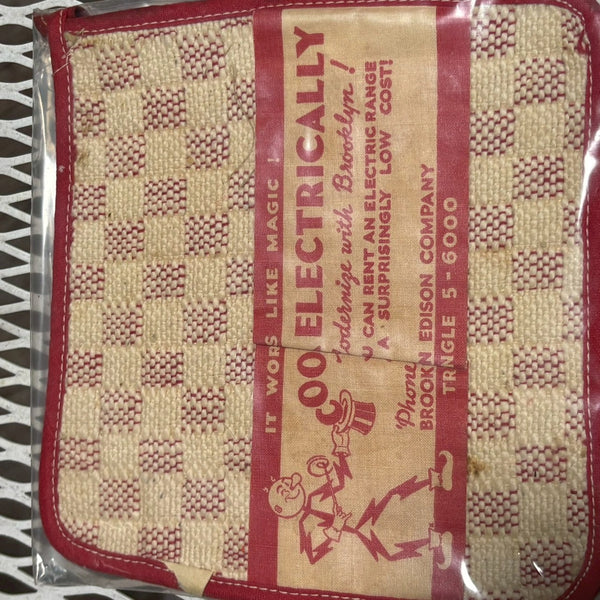 IT WORS LIKE MAGIC !
COO ELECTRICALLY
odernize with Brooklyn!
U CAN RENT AN ELECTRIC RANGE
A · SURPRISINGLY LOW COST!
'Phone
BROOKN EDISON COMPANY
TRINGLE 5-6000